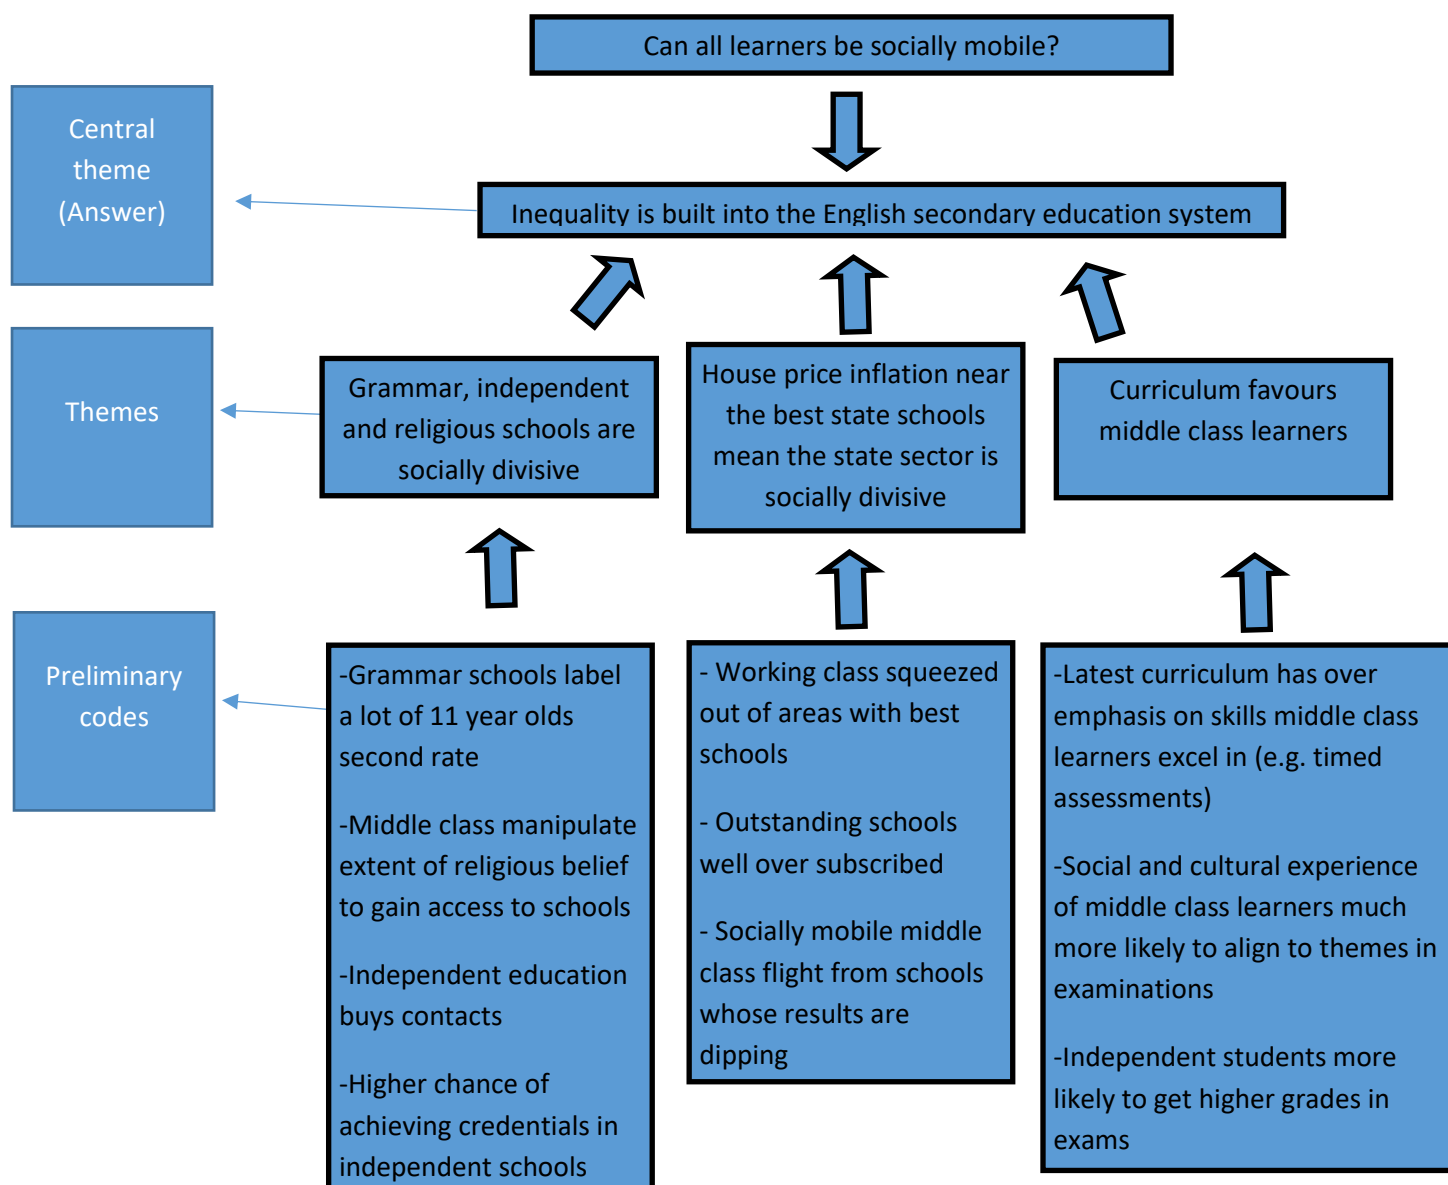 Can all learners be socially mobile?
Central
theme
(Answer)
Inequality is built into the English secondary education system
Themes
Grammar, independent
and religious schools are
socially divisive
House price inflation near
the best state schools
mean the state sector is
socially divisive
Curriculum favours
middle class learners
Preliminary
codes
-Grammar schools label
a lot of 11 year olds
second rate
-Middle class manipulate
extent of religious belief
to gain access to schools
-Independent education
buys contacts
-Higher chance of
achieving credentials in
independent schools
- Working class squeezed
out of areas with best
schools
- Outstanding schools
well over subscribed
- Socially mobile middle
class flight from schools
whose results are
dipping
-Latest curriculum has over
emphasis on skills middle class
learners excel in (e.g. timed
assessments)
-Social and cultural experience
of middle class learners much
more likely to align to themes in
examinations
-Independent students more
likely to get higher grades in
exams